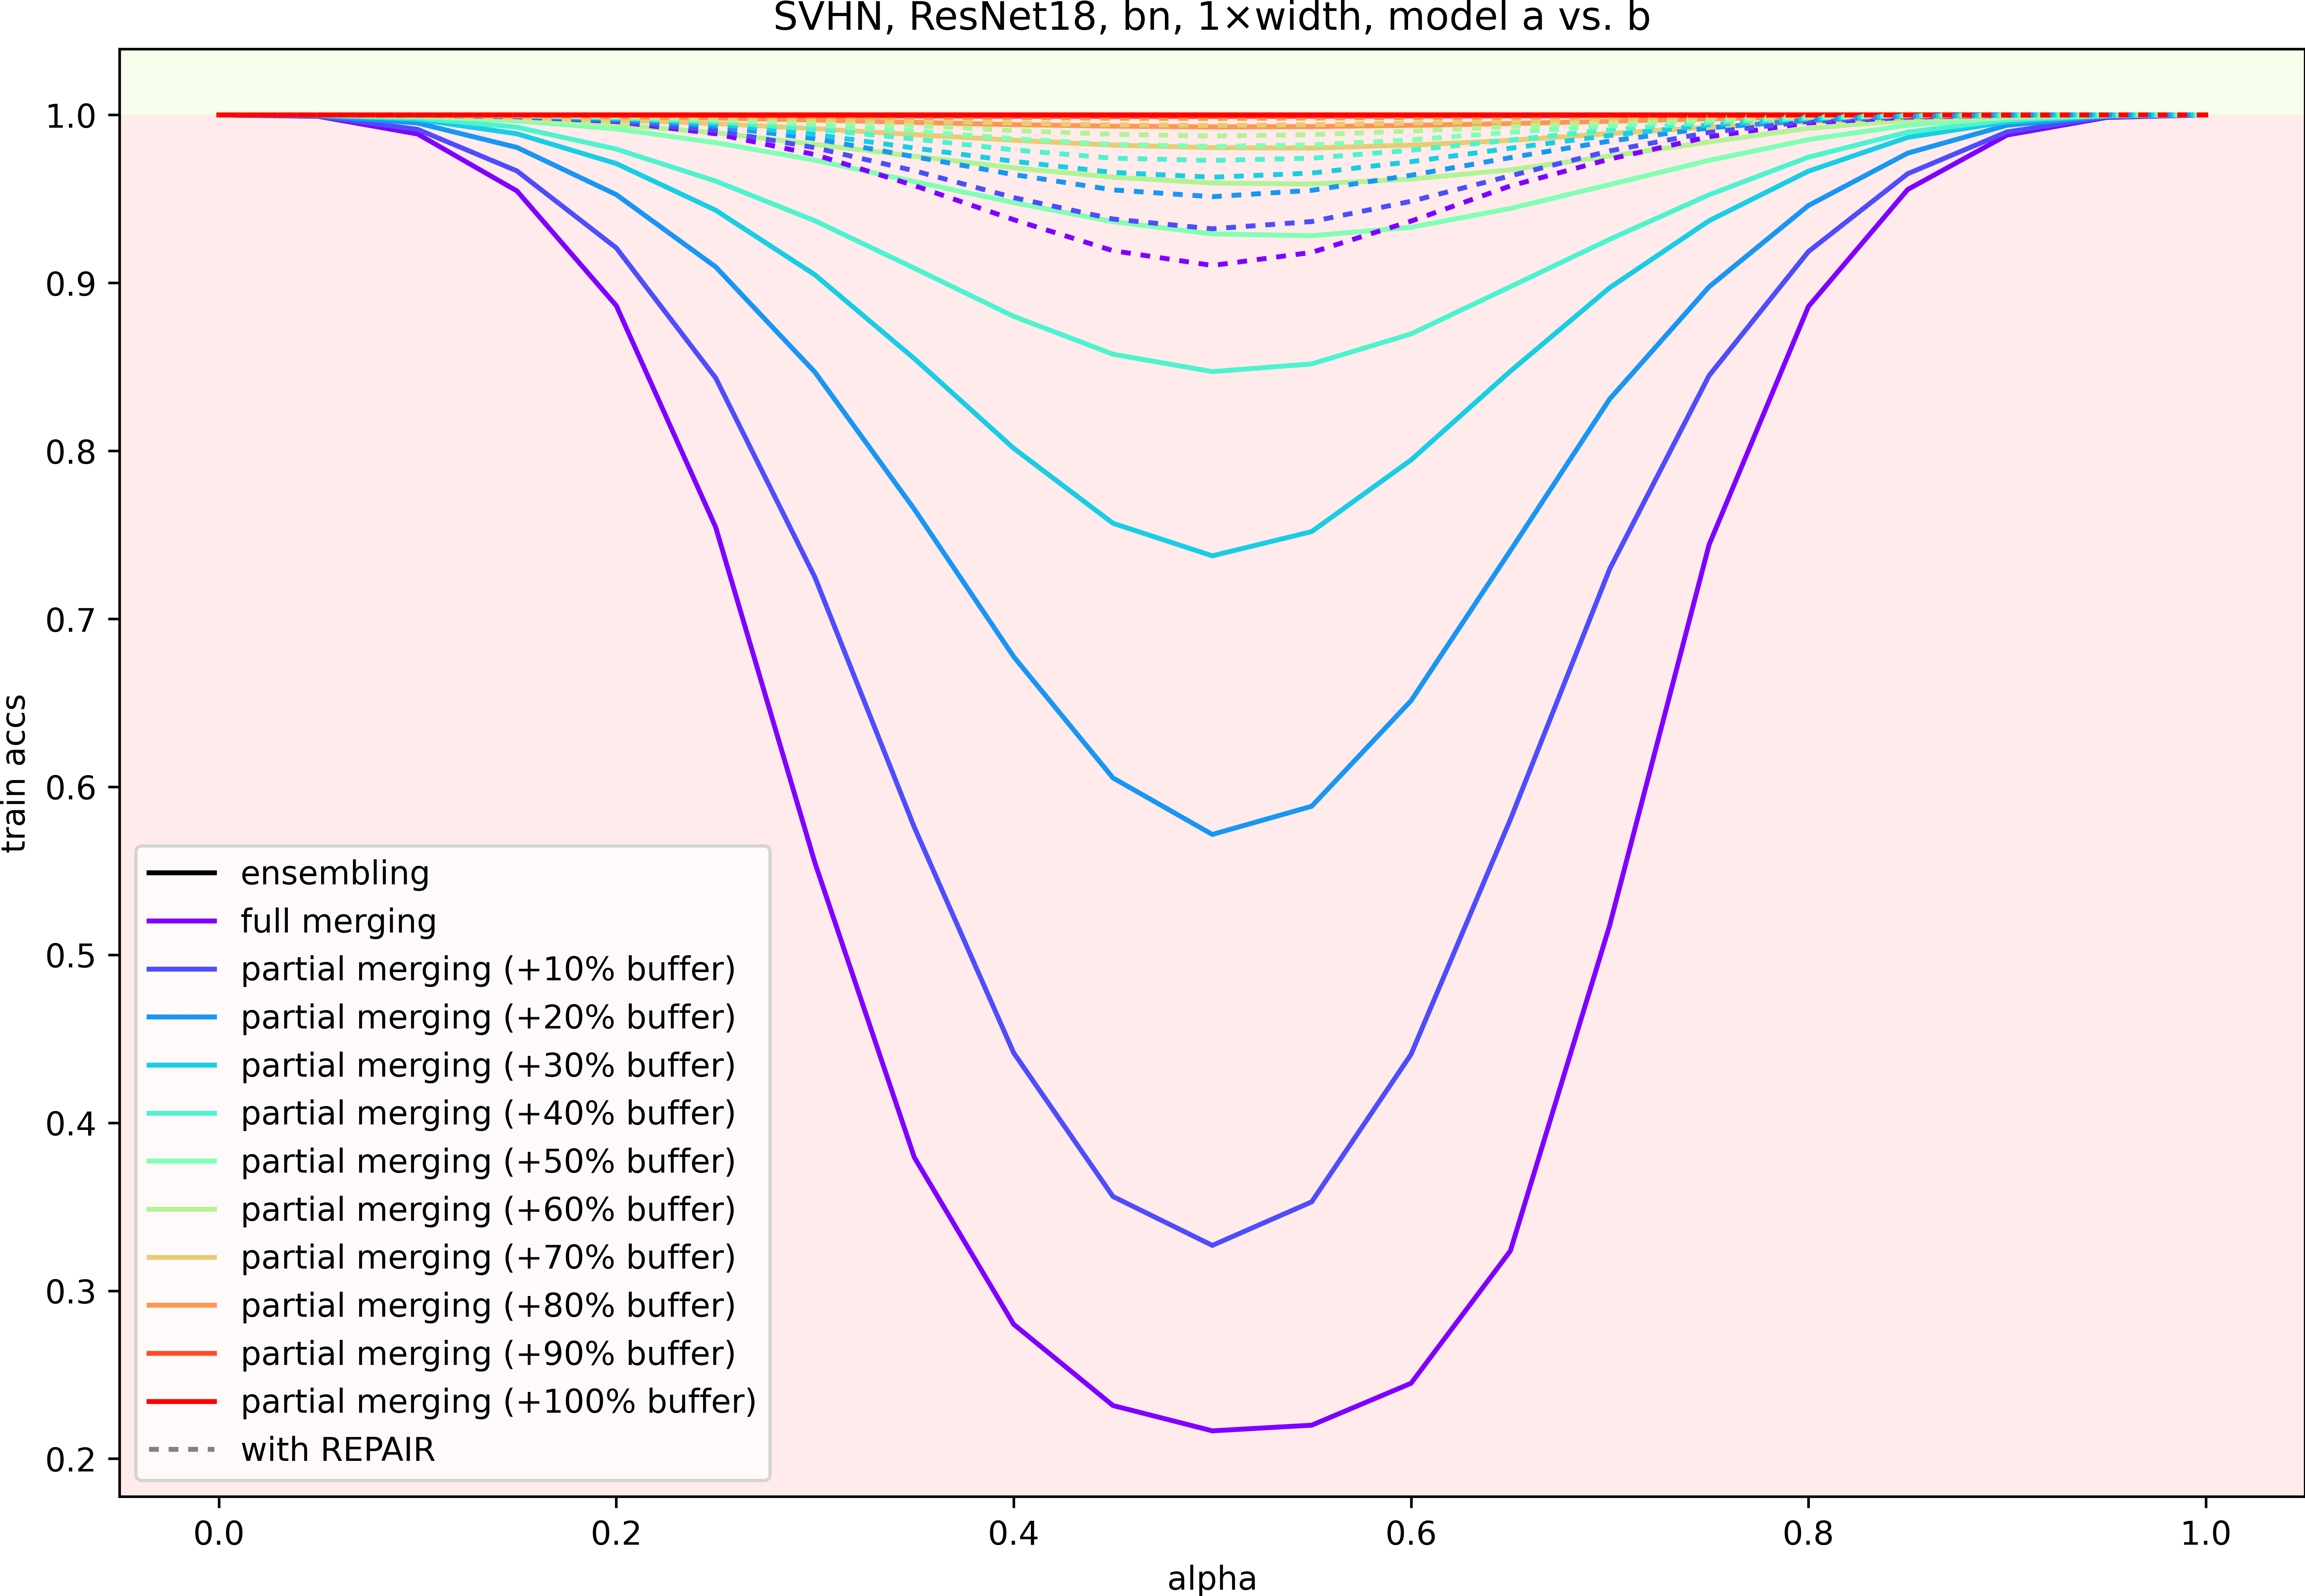 SVHN, ResNet18, bn, 1×width, model a vs. b
1.0
0.9
0.8
0.7
0.6
0.5
0.4
0.3
0.2
train accs
ensembling
full merging
partial merging (+10% buffer)
partial merging (+20% buffer)
partial merging (+30% buffer)
partial merging (+40% buffer)
partial merging (+50% buffer)
partial merging (+60% buffer)
partial merging (+70% buffer)
partial merging (+80% buffer)
partial merging (+90% buffer)
partial merging (+100% buffer)
with REPAIR
0.0 0.2 0.4 0.6 0.8 1.0
alpha